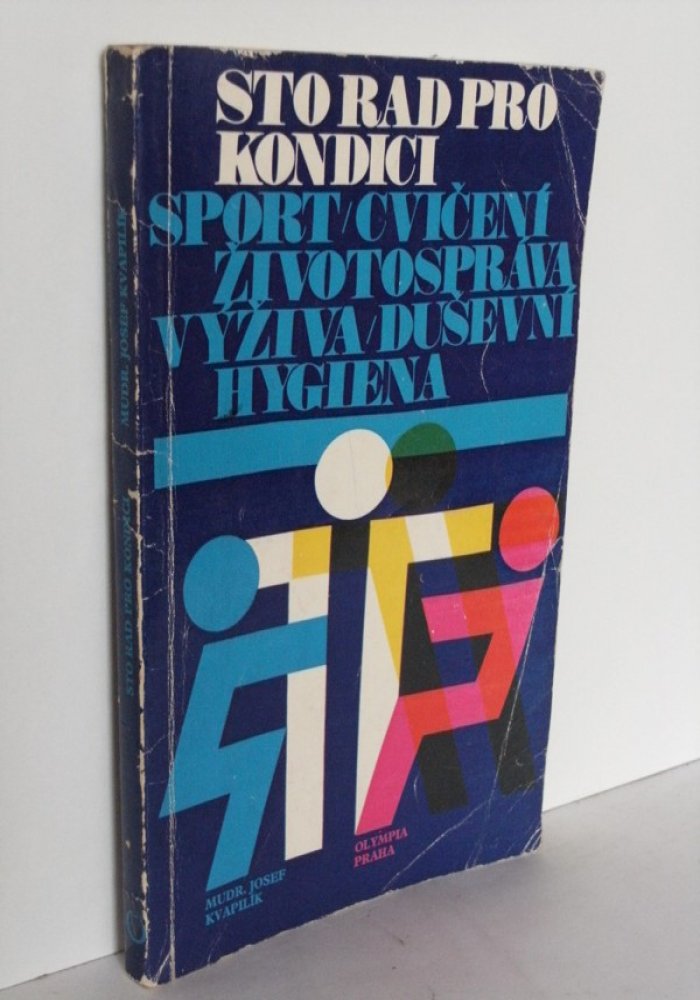 STO RAD PRO
KONDICI
SPORT/CVIČENÍ
ŽIVOTOSPRÁVA
VÝŽIVA/DUŠEVNÍ
HYGIENA
MUDR. JOSEF
KVAPILÍK
OLYMPIA
PRAHA
STO RAD PRO KONDICI MUDR. JOSEF KVAPILÍK